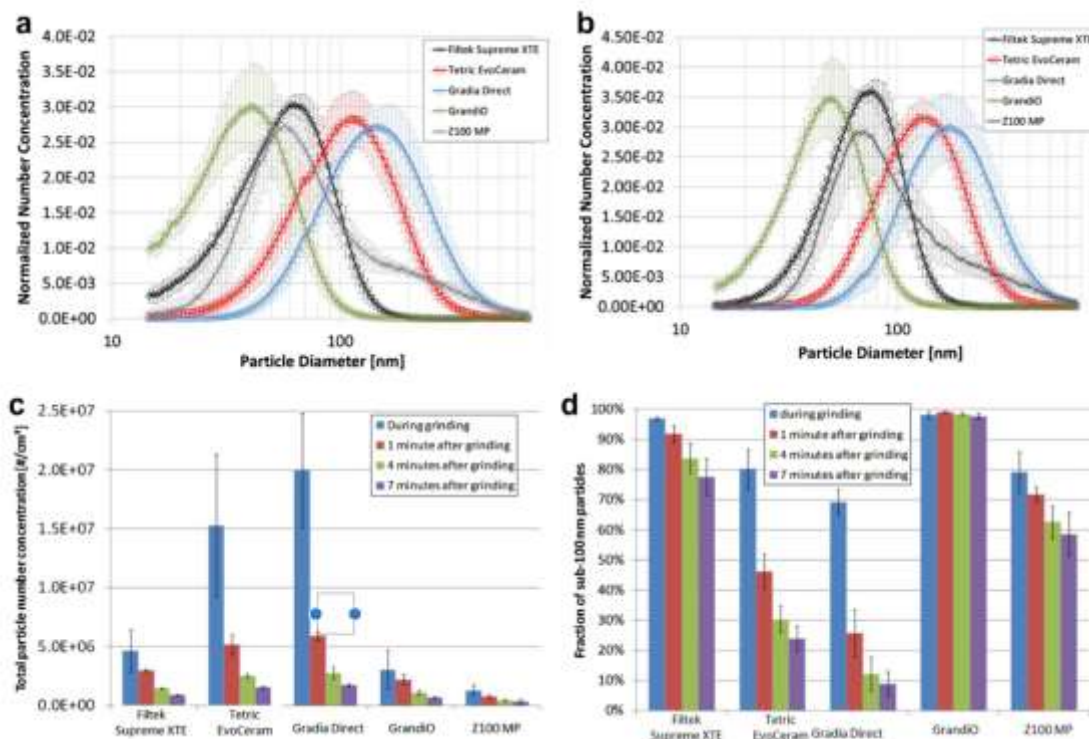 a
4.0E-02
3.5E-02
3.0E-02
2.5E-02
2.0E-02
1.5E-02
1.0E-02
5.0E-03
0.0E+00
Normalized Number Concentration
Filtek Supreme XTE
Tetric EvoCeram
Gradia Direct
GrandiO
Z100 MP
10
100
Particle Diameter [nm]
b
4.50E-02
4.00E-02
3.50E-02
3.00E-02
2.50E-02
2.00E-02
1.50E-02
1.00E-02
5.00E-03
0.00E+00
Normalized Number Concentration
Filtek Supreme XTE
Tetric EvoCeram
Gradia Direct
GrandiO
Z100 MP
10
100
Particle Diameter [nm]
c
2.5E+07
2.0E+07
1.5E+07
1.0E+07
5.0E+06
0.0E+00
Total particle number concentration [#/cm³]
During grinding
1 minute after grinding
4 minutes after grinding
7 minutes after grinding
Filtek
Supreme XTE
Tetric
EvoCeram
Gradia Direct
GrandiO
Z100 MP
d
100%
90%
80%
70%
60%
50%
40%
30%
20%
10%
0%
Fraction of sub-100nm particles
during grinding
1 minute after grinding
4 minutes after grinding
7 minutes after grinding
Filtek
Supreme XTE
Tetric
EvoCeram
Gradia Direct
GrandiO
Z100 MP